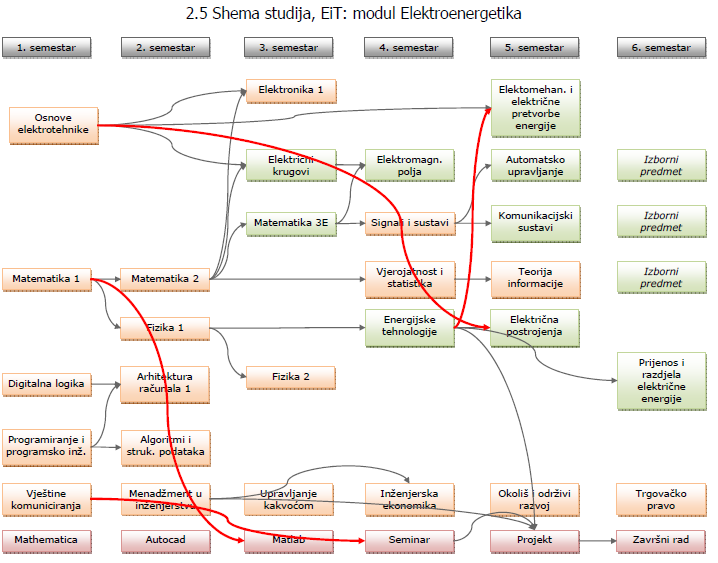 2.5 Shema studija, EiT: modul Elektroenergetika
1. semestar
2. semestar
3. semestar
4. semestar
5. semestar
6. semestar
Elektronika 1
Elektomehan. i
električne
pretvorbe
energije
Osnove
elektrotehnike
Električni
krugovi
Elektromagn.
polja
Automatsko
upravljanje
Izborni
predmet
Matematika 3E
Signali i sustavi
Komunikacijski
sustavi
Izborni
predmet
Matematika 1
Matematika 2
Vjerojatnost i
statistika
Teorija
informacije
Izborni
predmet
Fizika 1
Energijske
tehnologije
Električna
postrojenja
Prijenos i
razdjela
električne
energije
Digitalna logika
Arhitektura
računala 1
Fizika 2
Programiranje i
programsko inž.
Algoritmi i
struk. podataka
Vještine
komuniciranja
Menadžment u
inženjerstvu
Upravljanje
kakvoćom
Inženjerska
ekonomika
Okoliš i održivi
razvoj
Trgovačko
pravo
Mathematica
Autocad
Matlab
Seminar
Projekt
Završni rad